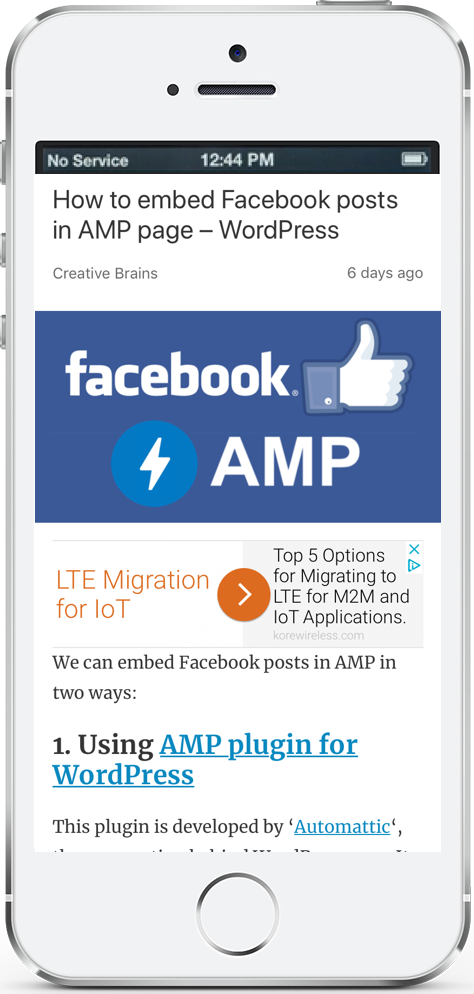 No Service 12:44 PM
How to embed Facebook posts
in AMP page – WordPress
Creative Brains 6 days ago
facebook®
AMP
LTE Migration
for IoT
Top 5 Options
for Migrating to
LTE for M2M and
IoT Applications.
korewireless.com
We can embed Facebook posts in AMP in
two ways:
1. Using AMP plugin for
WordPress
This plugin is developed by ‘Automattic‘,